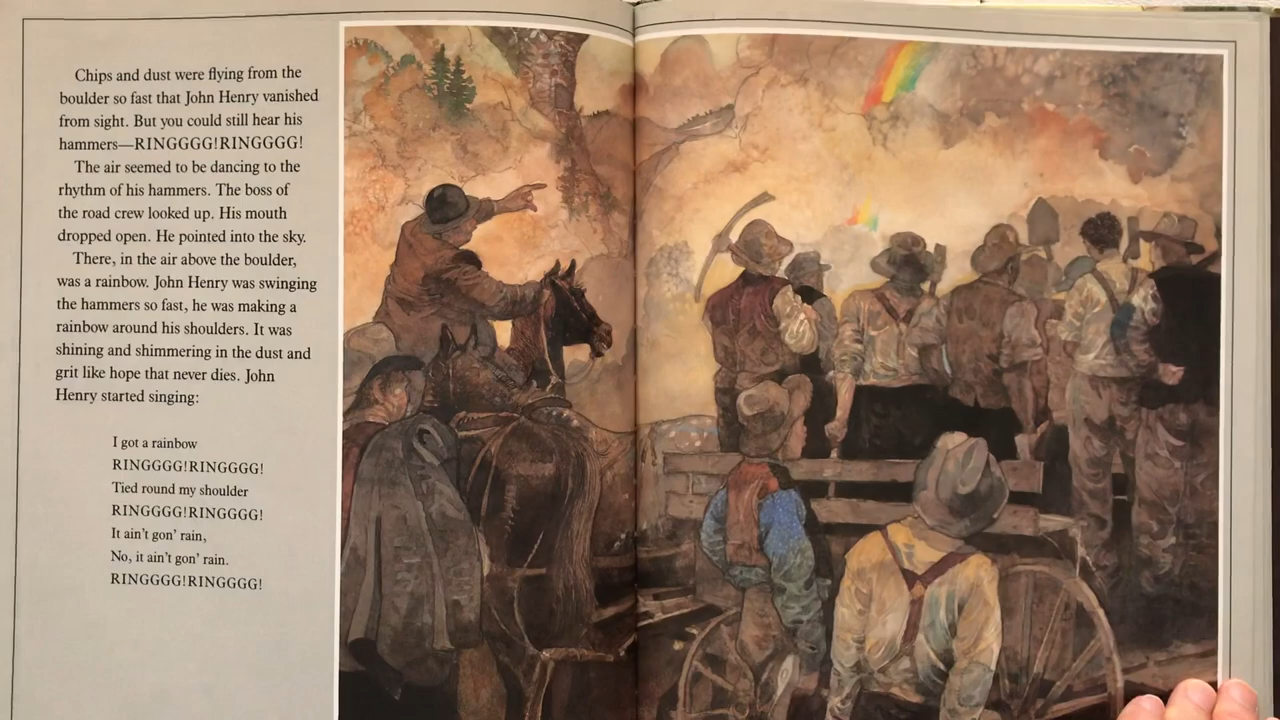 Chips and dust were flying from the
boulder so fast that John Henry vanished
from sight. But you could still hear his
hammers—RINGGGG!RINGGGG!
The air seemed to be dancing to the
rhythm of his hammers. The boss of
the road crew looked up. His mouth
dropped open. He pointed into the sky.
There, in the air above the boulder,
was a rainbow. John Henry was swinging
the hammers so fast, he was making a
rainbow around his shoulders. It was
shining and shimmering in the dust and
grit like hope that never dies. John
Henry started singing:
I got a rainbow
RINGGGG!RINGGGG!
Tied round my shoulder
RINGGGG!RINGGGG!
It ain't gon' rain,
No, it ain't gon' rain.
RINGGGG!RINGGGG!